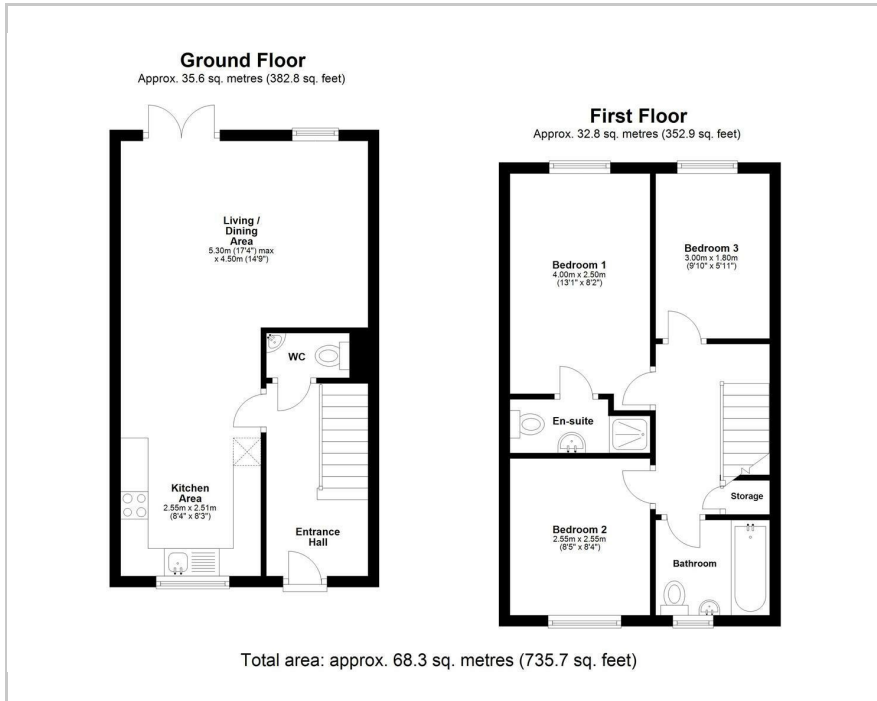 Ground Floor
Approx. 35.6 sq. metres (382.8 sq. feet)
Living /
Dining
Area
5.30m (17'4") max
x 4.50m (14'9")
WC
Kitchen
Area
2.55m x 2.51m
(8'4" x 8'3")
Entrance
Hall
First Floor
Approx. 32.8 sq. metres (352.9 sq. feet)
Bedroom 1
4.00m x 2.50m
(13'1" x 8'2")
Bedroom 3
3.00m x 1.80m
(9'10" x 5'11")
En-suite
Storage
Bedroom 2
2.55m x 2.55m
(8'5" x 8'4")
Bathroom
Total area: approx. 68.3 sq. metres (735.7 sq. feet)